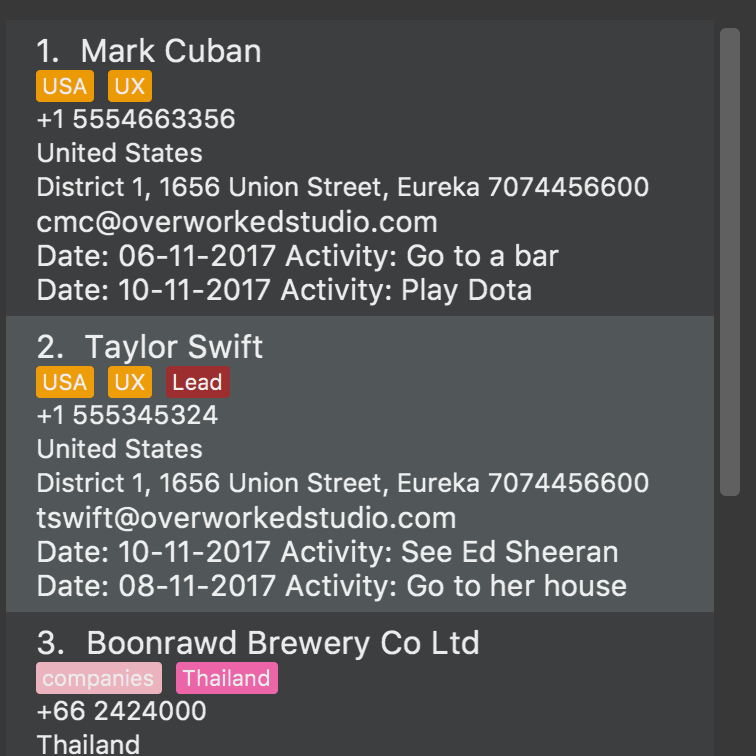 1. Mark Cuban
USA UX
+1 5554663356
United States
District 1, 1656 Union Street, Eureka 7074456600
cmc@overworkedstudio.com
Date: 06-11-2017 Activity: Go to a bar
Date: 10-11-2017 Activity: Play Dota
2. Taylor Swift
USA UX Lead
+1 555345324
United States
District 1, 1656 Union Street, Eureka 7074456600
tswift@overworkedstudio.com
Date: 10-11-2017 Activity: See Ed Sheeran
Date: 08-11-2017 Activity: Go to her house
3. Boonrawd Brewery Co Ltd
companies Thailand
+66 2424000
Thailand